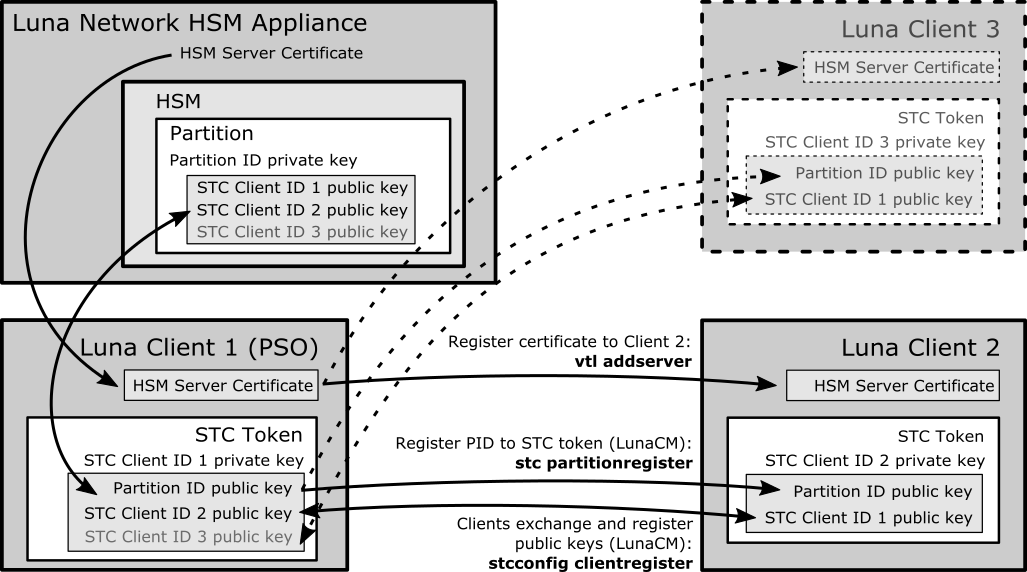 Luna Network HSM Appliance
HSM Server Certificate
HSM
Partition
Partition ID private key
STC Client ID 1 public key
STC Client ID 2 public key
STC Client ID 3 public key
Luna Client 3
HSM Server Certificate
STC Token
STC Client ID 3 private key
Partition ID public key
STC Client ID 1 public key
Luna Client 1 (PSO)
HSM Server Certificate
STC Token
STC Client ID 1 private key
Partition ID public key
STC Client ID 2 public key
STC Client ID 3 public key
Register certificate to Client 2:
vtl addserver
Register PID to STC token (LunaCM):
stc partitionregister
Clients exchange and register
public keys (LunaCM):
stcconfig clientregister
Luna Client 2
HSM Server Certificate
STC Token
STC Client ID 2 private key
Partition ID public key
STC Client ID 1 public key